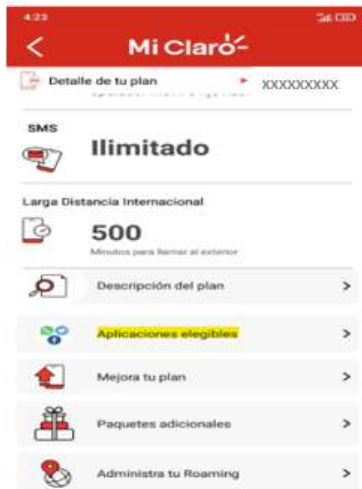 4:23
5G
Mi Claro
Detalle de tu plan XXXXXXXXX
SMS
Ilimitado
Larga Distancia Internacional
500
Minutos para llamar al exterior
Descripción del plan
Aplicaciones elegibles
Mejora tu plan
Paquetes adicionales
Administra tu Roaming